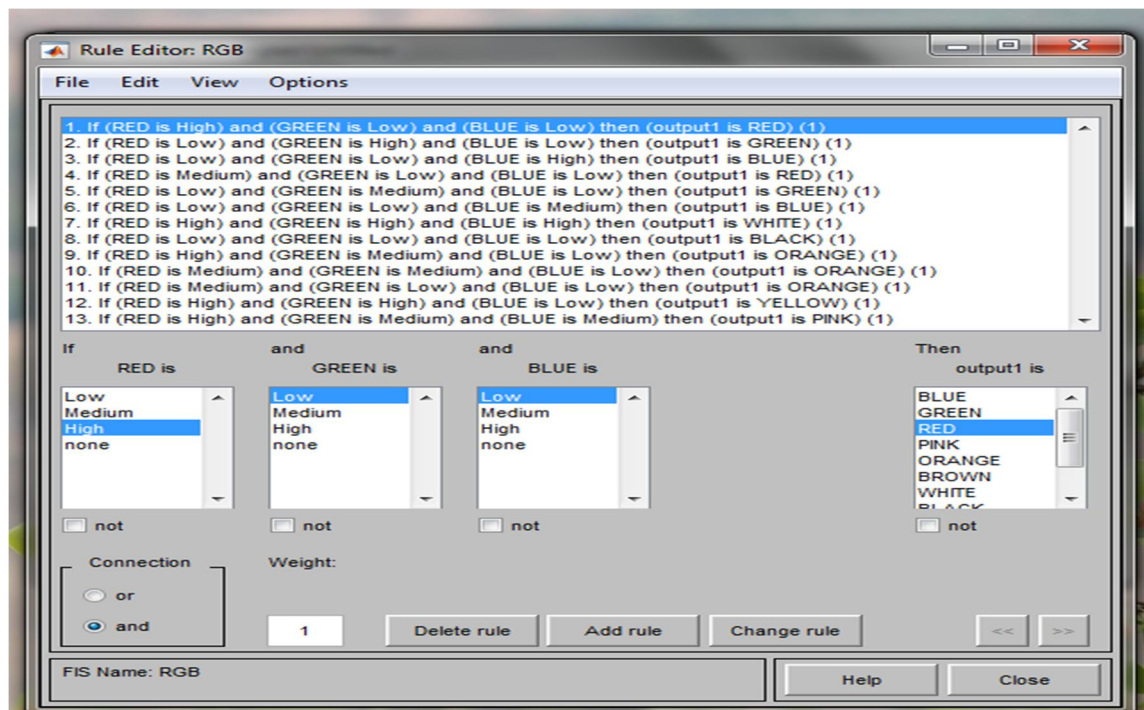 Rule Editor: RGB
File Edit View Options
1. If (RED is High) and (GREEN is Low) and (BLUE is Low) then (output1 is RED) (1)
2. If (RED is Low) and (GREEN is High) and (BLUE is Low) then (output1 is GREEN) (1)
3. If (RED is Low) and (GREEN is Low) and (BLUE is High) then (output1 is BLUE) (1)
4. If (RED is Medium) and (GREEN is Low) and (BLUE is Low) then (output1 is RED) (1)
5. If (RED is Low) and (GREEN is Medium) and (BLUE is Low) then (output1 is GREEN) (1)
6. If (RED is Low) and (GREEN is Low) and (BLUE is Medium) then (output1 is BLUE) (1)
7. If (RED is High) and (GREEN is High) and (BLUE is High) then (output1 is WHITE) (1)
8. If (RED is Low) and (GREEN is Low) and (BLUE is Low) then (output1 is BLACK) (1)
9. If (RED is High) and (GREEN is Medium) and (BLUE is Low) then (output1 is ORANGE) (1)
10. If (RED is Medium) and (GREEN is Medium) and (BLUE is Low) then (output1 is ORANGE) (1)
11. If (RED is Medium) and (GREEN is Low) and (BLUE is Low) then (output1 is ORANGE) (1)
12. If (RED is High) and (GREEN is High) and (BLUE is Low) then (output1 is YELLOW) (1)
13. If (RED is High) and (GREEN is Medium) and (BLUE is Medium) then (output1 is PINK) (1)
If and and Then
RED is GREEN is BLUE is output1 is
Low Low Low BLUE
Medium Medium Medium GREEN
High High High RED
none none none PINK
ORANGE
BROWN
WHITE
BLACK
not not not not
Connection Weight:
or
and 1 Delete rule Add rule Change rule << >>
FIS Name: RGB Help Close